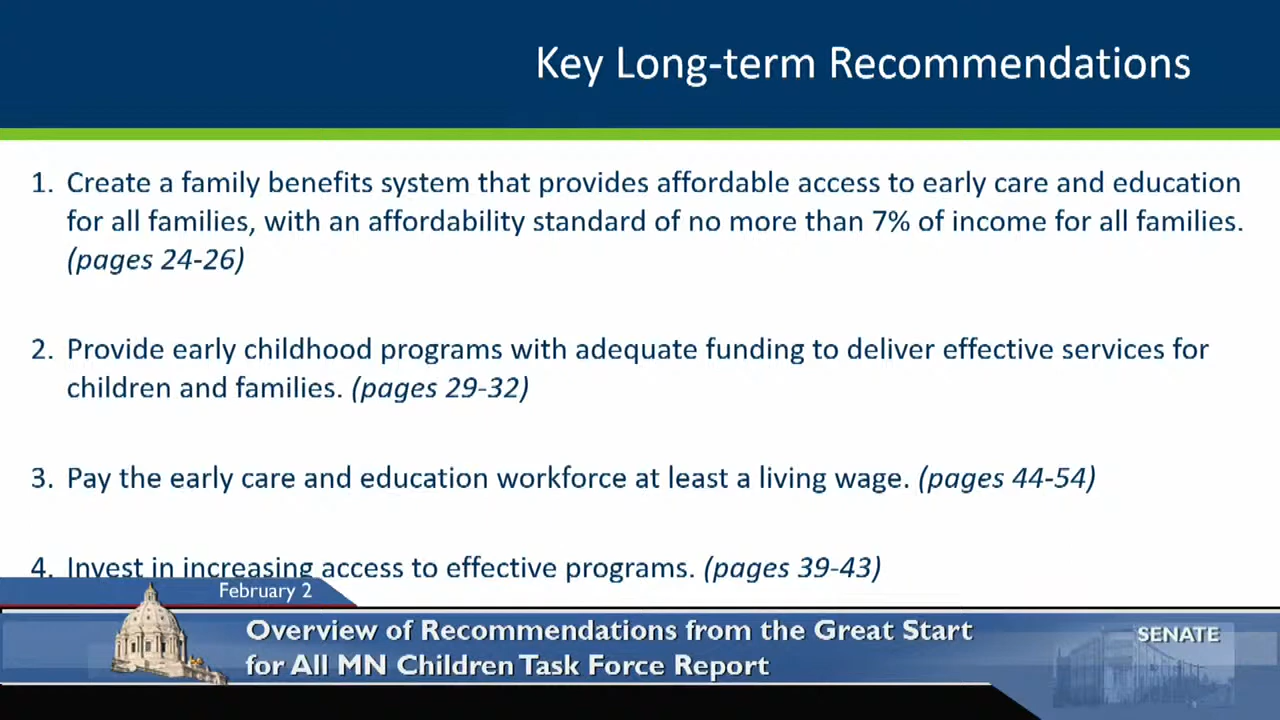 Key Long-term Recommendations
1. Create a family benefits system that provides affordable access to early care and education
for all families, with an affordability standard of no more than 7% of income for all families.
(pages 24-26)
2. Provide early childhood programs with adequate funding to deliver effective services for
children and families. (pages 29-32)
3. Pay the early care and education workforce at least a living wage. (pages 44-54)
4. Invest in increasing access to effective programs. (pages 39-43)
February 2
Overview of Recommendations from the Great Start
for All MN Children Task Force Report
SENATE